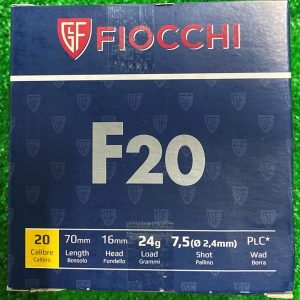 FIOCCHI
F20
20 70mm 16mm 24g 7,5(Ø 2,4mm) PLC*
Calibre Length Head Load Shot Wad
Calibro Bossolo Fondello Grammi Pallino Borra